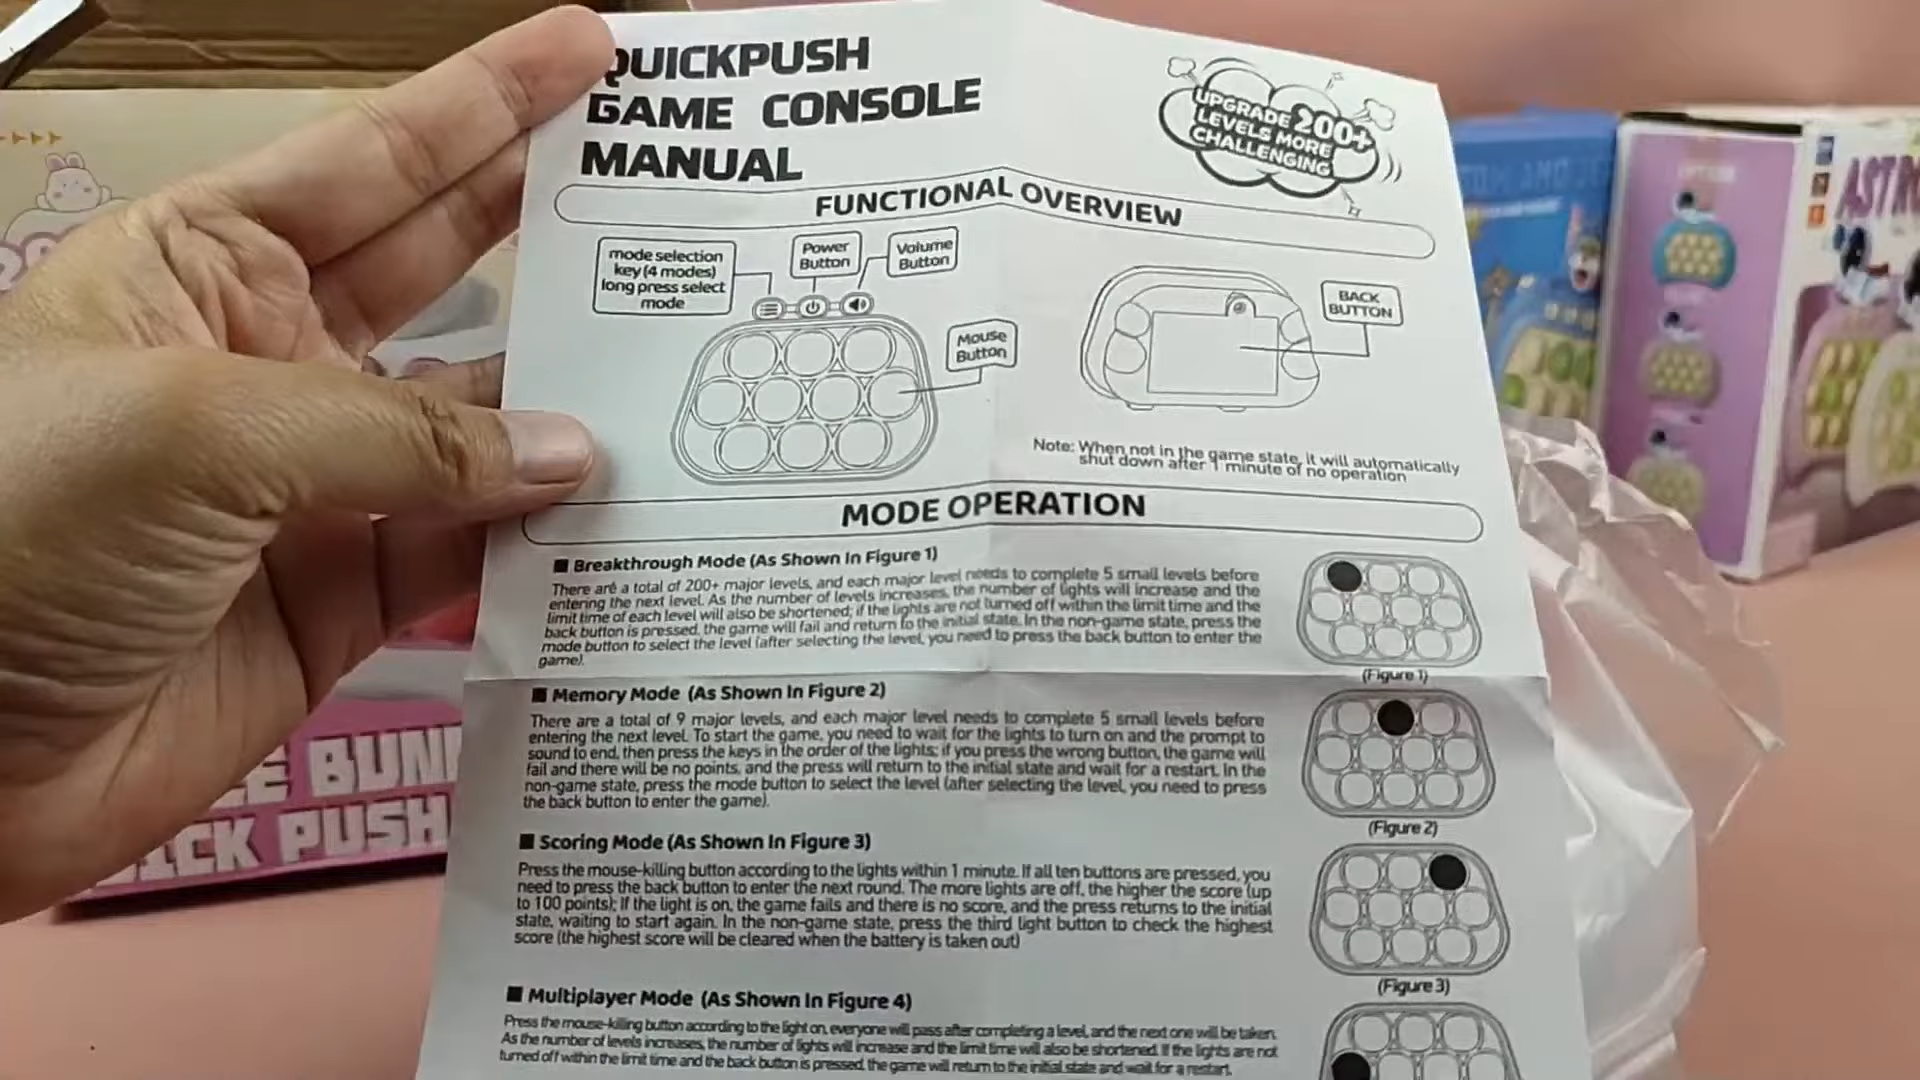 QUICKPUSH
GAME CONSOLE
MANUAL
UPGRADE 200+
LEVELS MORE
CHALLENGING
FUNCTIONAL OVERVIEW
mode selection
key (4 modes)
long press select
mode
Power
Button
Volume
Button
Mouse
Button
BACK
BUTTON
Note: When not in the game state, it will automatically
shut down after 1 minute of no operation
MODE OPERATION
■ Breakthrough Mode (As Shown In Figure 1)
There are a total of 200+ major levels, and each major level needs to complete 5 small levels before
entering the next level. As the number of levels increases, the number of lights will increase and the
limit time of each level will also be shortened; if the lights are not turned off within the limit time and the
back button is pressed, the game will fail and return to the initial state. In the non-game state, press the
mode button to select the level (after selecting the level, you need to press the back button to enter the
game).
(Figure 1)
■ Memory Mode (As Shown In Figure 2)
There are a total of 9 major levels, and each major level needs to complete 5 small levels before
entering the next level. To start the game, you need to wait for the lights to turn on and the prompt to
sound to end, then press the keys in the order of the lights; if you press the wrong button, the game will
fail and there will be no points, and the press will return to the initial state and wait for a restart. In the
non-game state, press the mode button to select the level (after selecting the level, you need to press
the back button to enter the game).
(Figure 2)
■ Scoring Mode (As Shown In Figure 3)
Press the mouse-killing button according to the lights within 1 minute. If all ten buttons are pressed, you
need to press the back button to enter the next round. The more lights are off, the higher the score (up
to 100 points); If the light is on, the game fails and there is no score, and the press returns to the initial
state, waiting to start again. In the non-game state, press the third light button to check the highest
score (the highest score will be cleared when the battery is taken out)
(Figure 3)
■ Multiplayer Mode (As Shown In Figure 4)
Press the mouse-killing button according to the light on, everyone will pass after completing a level, and the next one will be taken.
As the number of levels increases, the number of lights will increase and the limit time will also be shortened. If the lights are not
turned off within the limit time and the back button is pressed, the game will return to the initial state and wait for a restart.
E BUN
ICK PUSH
ASTRO